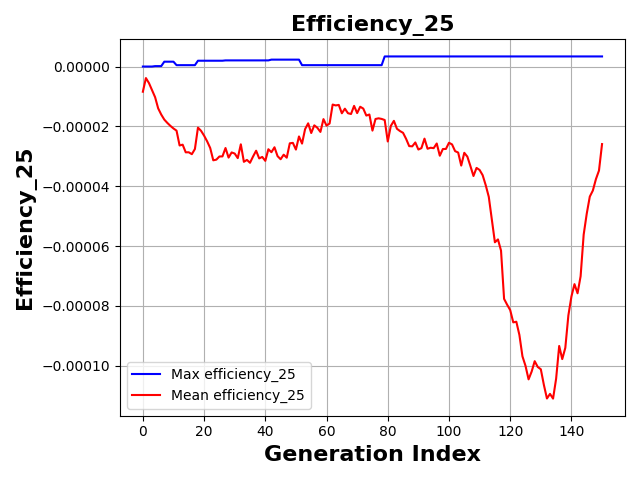 Efficiency_25
Efficiency_25
0.00000
−0.00002
−0.00004
−0.00006
−0.00008
−0.00010
Max efficiency_25
Mean efficiency_25
0 20 40 60 80 100 120 140
Generation Index